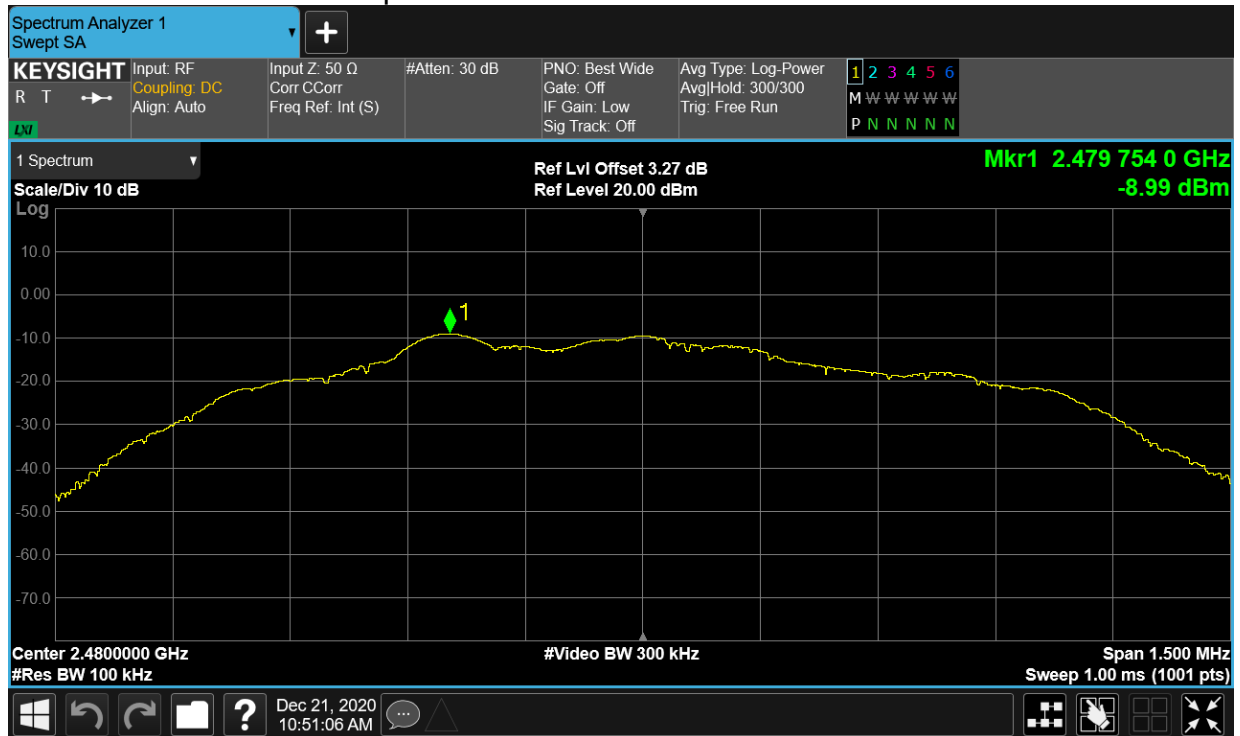 Spectrum Analyzer 1
Swept SA
KEYSIGHT
R T
LXI
Input: RF
Coupling: DC
Align: Auto
Input Z: 50 Ω
Corr CCorr
Freq Ref: Int (S)
#Atten: 30 dB
PNO: Best Wide
Gate: Off
IF Gain: Low
Sig Track: Off
Avg Type: Log-Power
Avg|Hold: 300/300
Trig: Free Run
1 2 3 4 5 6
M W W W W W
P N N N N N
1 Spectrum
Scale/Div 10 dB
Ref Lvl Offset 3.27 dB
Ref Level 20.00 dBm
Mkr1 2.479 754 0 GHz
-8.99 dBm
Log
10.0
0.00
1
-10.0
-20.0
-30.0
-40.0
-50.0
-60.0
-70.0
Center 2.4800000 GHz
#Video BW 300 kHz
Span 1.500 MHz
#Res BW 100 kHz
Sweep 1.00 ms (1001 pts)
?
Dec 21, 2020
10:51:06 AM